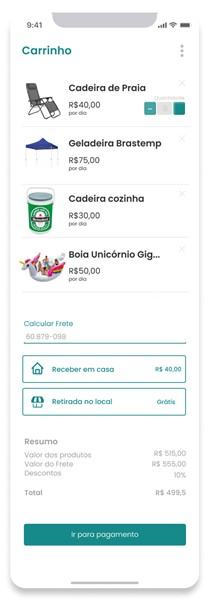 9:41
Carrinho
Cadeira de Praia
Quantidade
R$40,00
por dia
Geladeira Brastemp
R$75,00
por dia
Cadeira cozinha
R$30,00
por dia
Boia Unicórnio Gig...
R$50,00
por dia
Calcular Frete
60.879-098
Receber em casa R$ 40,00
Retirada no local Grátis
Resumo
Valor dos produtos R$ 515,00
Valor do Frete R$ 555,00
Descontos 10%
Total R$ 499,5
Ir para pagamento